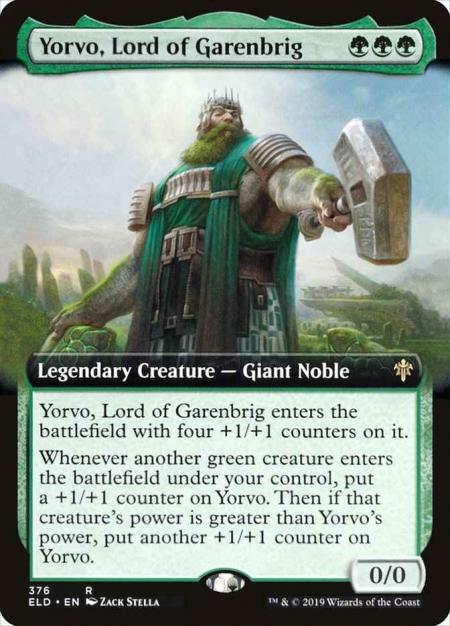 Yorvo, Lord of Garenbrig
Legendary Creature — Giant Noble
Yorvo, Lord of Garenbrig enters the
battlefield with four +1/+1 counters on it.
Whenever another green creature enters
the battlefield under your control, put
a +1/+1 counter on Yorvo. Then if that
creature's power is greater than Yorvo's
power, put another +1/+1 counter on
Yorvo.
0/0
376 R
ELD • EN Zack Stella
™ & © 2019 Wizards of the Coast